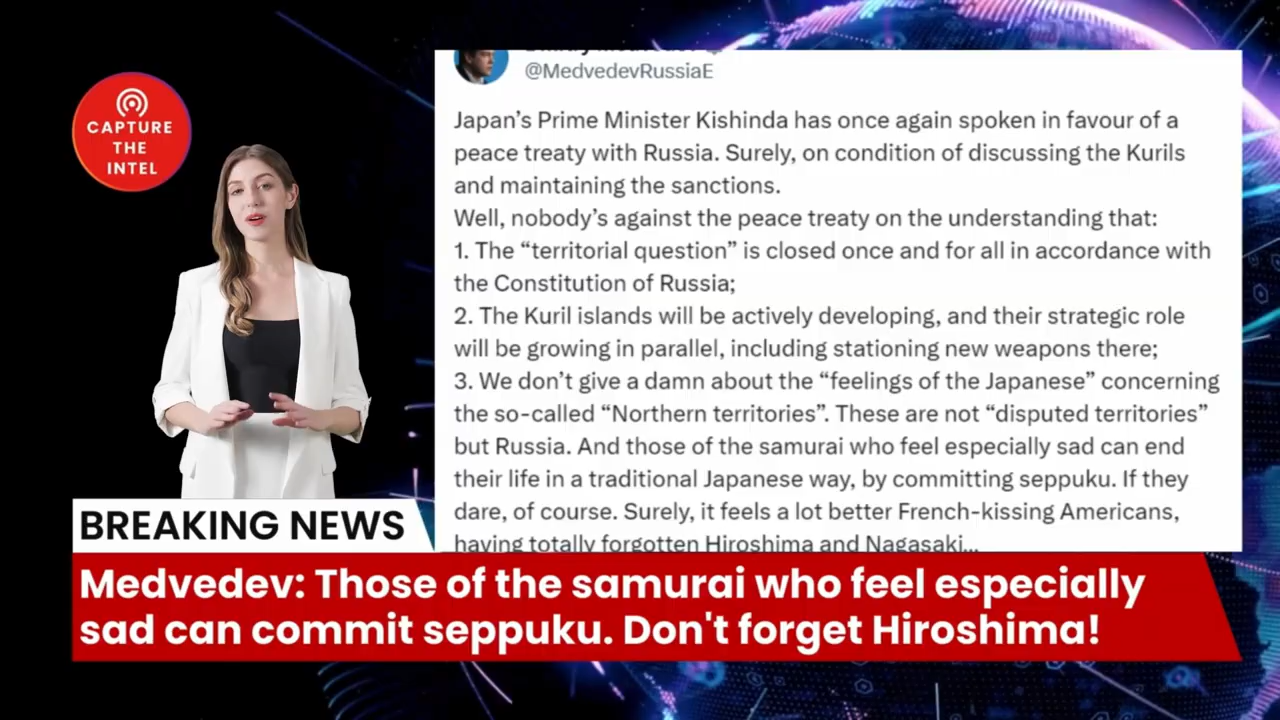 CAPTURE
THE
INTEL
@MedvedevRussiaE
Japan’s Prime Minister Kishinda has once again spoken in favour of a
peace treaty with Russia. Surely, on condition of discussing the Kurils
and maintaining the sanctions.
Well, nobody’s against the peace treaty on the understanding that:
1. The “territorial question” is closed once and for all in accordance with
the Constitution of Russia;
2. The Kuril islands will be actively developing, and their strategic role
will be growing in parallel, including stationing new weapons there;
3. We don’t give a damn about the “feelings of the Japanese” concerning
the so-called “Northern territories”. These are not “disputed territories”
but Russia. And those of the samurai who feel especially sad can end
their life in a traditional Japanese way, by committing seppuku. If they
dare, of course. Surely, it feels a lot better French-kissing Americans,
having totally forgotten Hiroshima and Nagasaki...
BREAKING NEWS
Medvedev: Those of the samurai who feel especially
sad can commit seppuku. Don't forget Hiroshima!